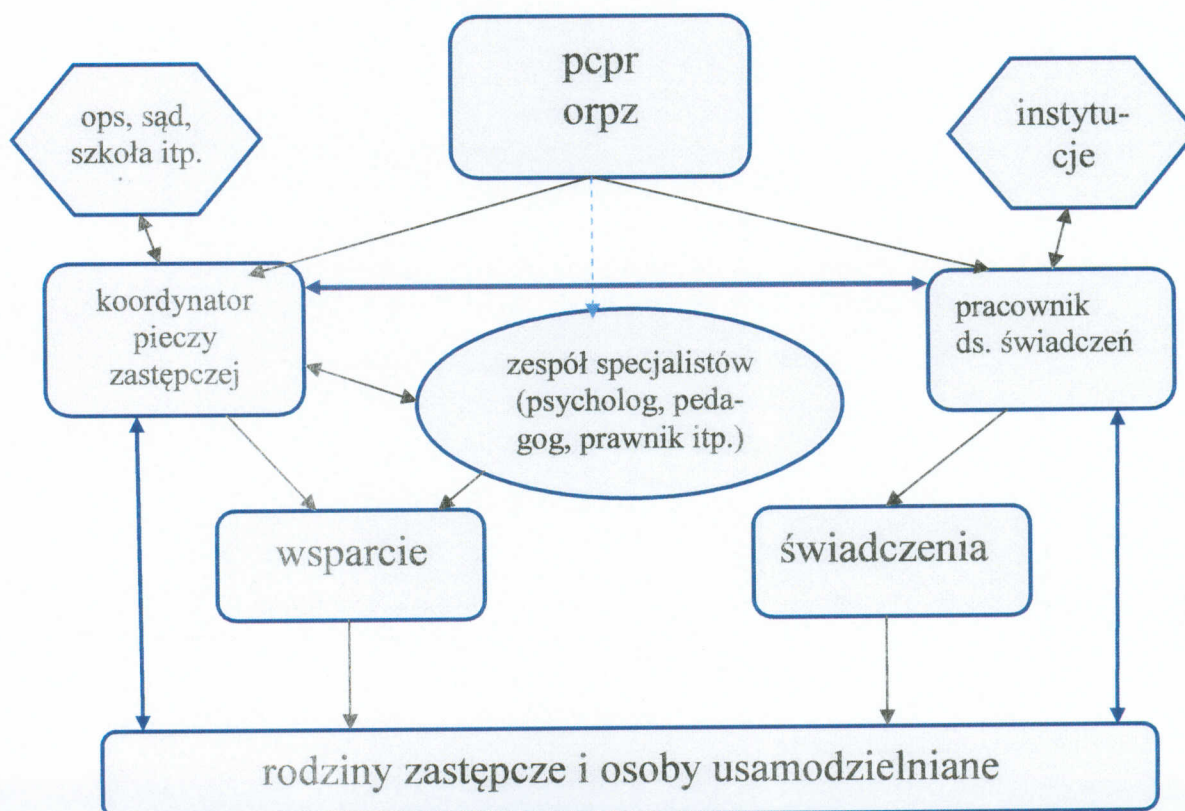 pcpr
orpz
ops, sąd,
szkoła itp.
instytu-
cje
koordynator
pieczy
zastępczej
pracownik
ds. świadczeń
zespół specjalistów
(psycholog, peda-
gog, prawnik itp.)
wsparcie
świadczenia
rodziny zastępcze i osoby usamodzielniane